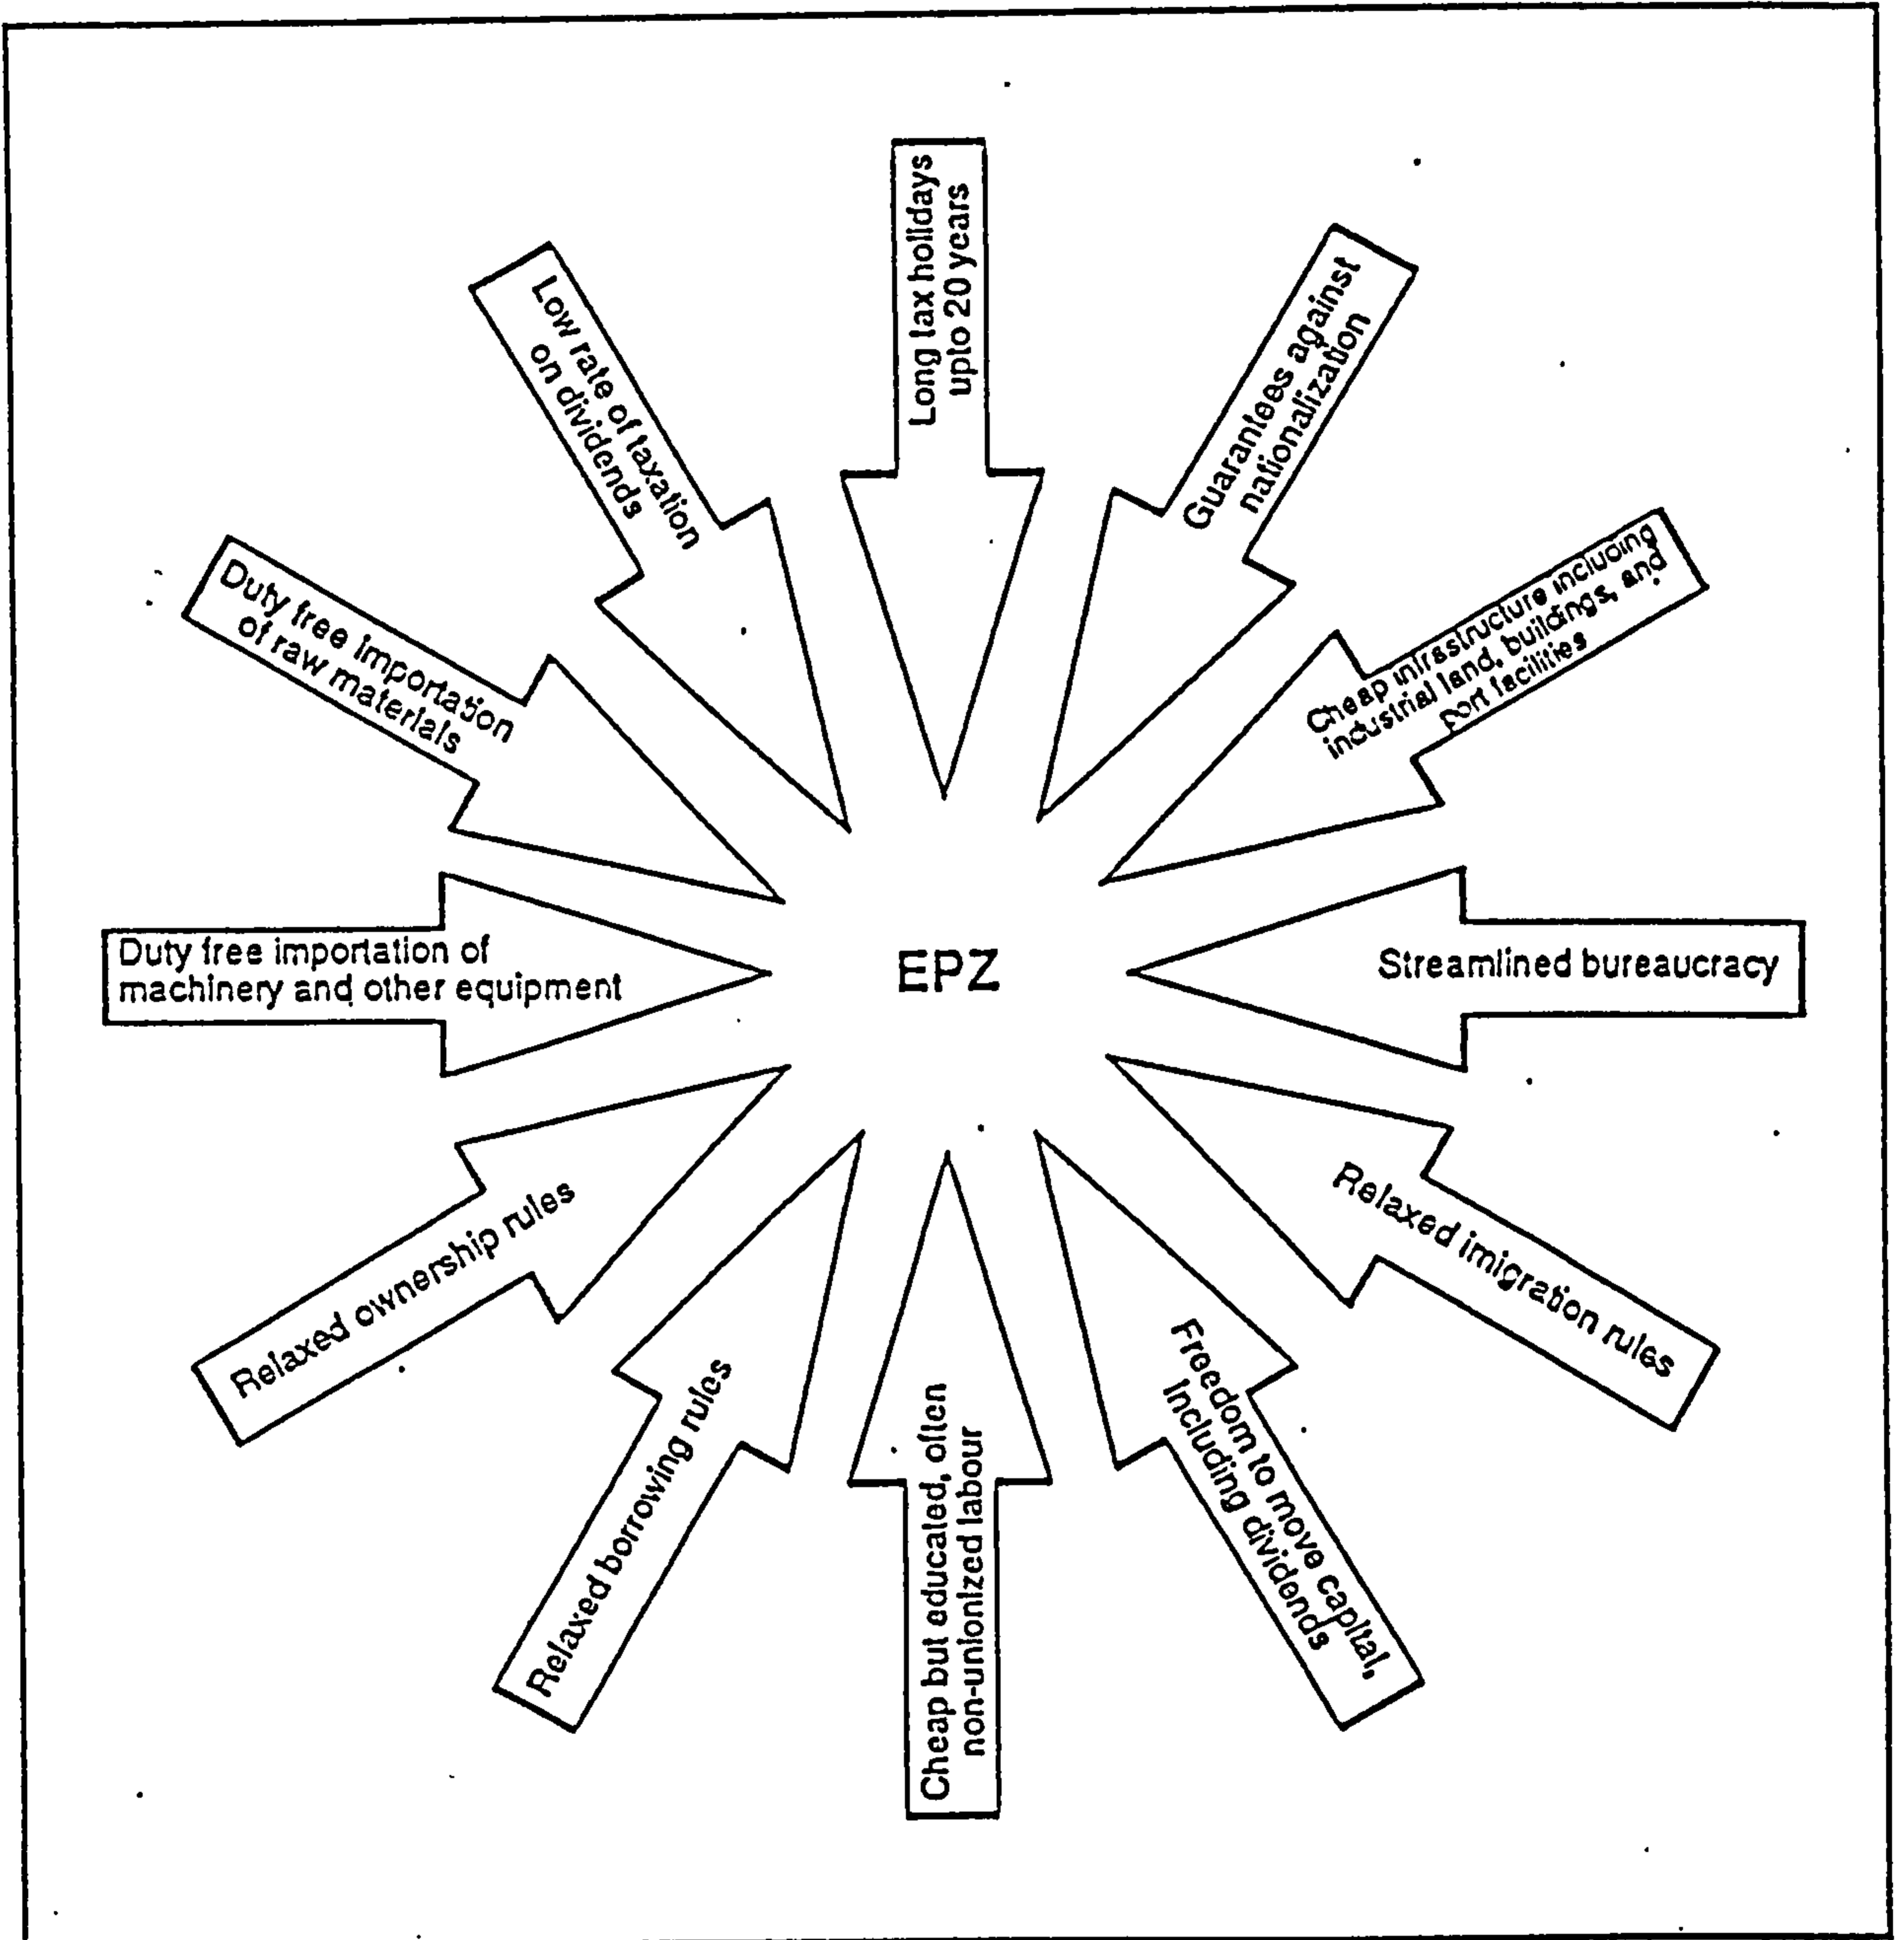 Long tax holidays
upto 20 years
Guarantees against
nationalization
Cheap infrastructure including
industrial land, buildings, and
port facilities
Streamlined bureaucracy
Relaxed imigration rules
Freedom to move capital,
including dividends
Cheap but educated, often
non-unionized labour
Relaxed borrowing rules
Relaxed ownership rules
Duty free importation of
machinery and other equipment
Duty free importation
of raw materials
Low rate of taxation
on dividends
EPZ